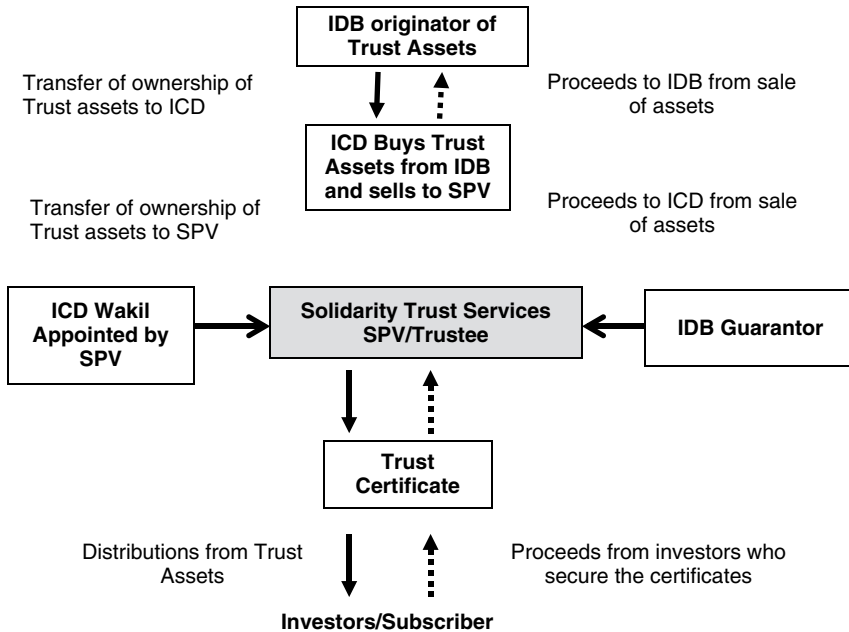 IDB originator of
Trust Assets
Transfer of ownership of
Trust assets to ICD
Proceeds to IDB from sale
of assets
ICD Buys Trust
Assets from IDB
and sells to SPV
Transfer of ownership of
Trust assets to SPV
Proceeds to ICD from sale
of assets
ICD Wakil
Appointed by
SPV
Solidarity Trust Services
SPV/Trustee
IDB Guarantor
Trust
Certificate
Distributions from Trust
Assets
Proceeds from investors who
secure the certificates
Investors/Subscriber